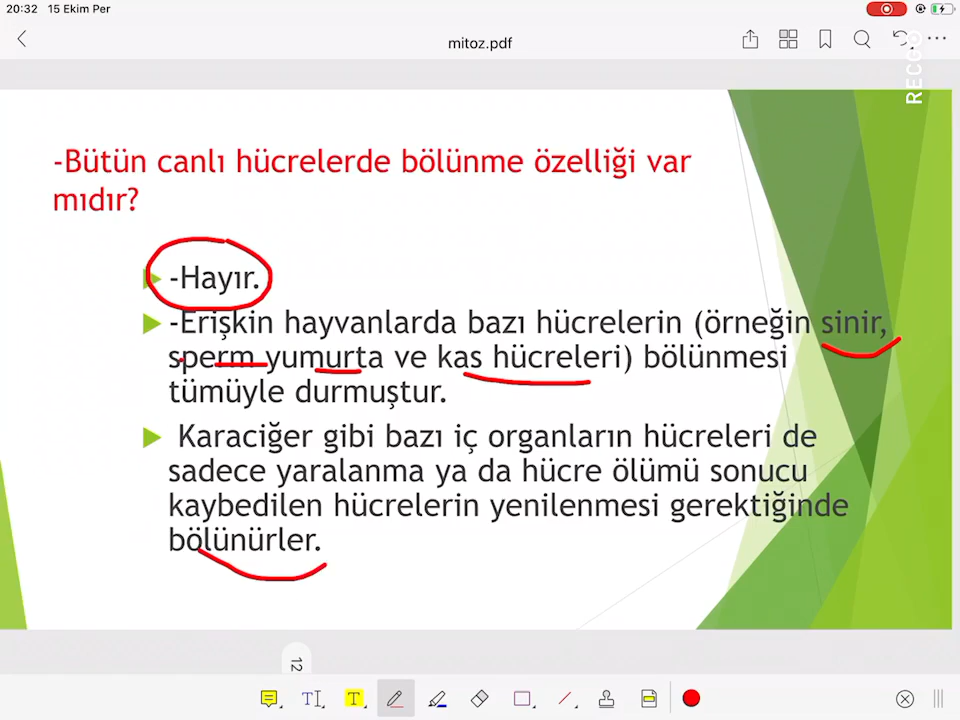 20:32 15 Ekim Per
mitoz.pdf
RECGO
-Bütün canlı hücrelerde bölünme özelliği var
mıdır?
-Hayır.
-Erişkin hayvanlarda bazı hücrelerin (örneğin sinir,
sperm yumurta ve kas hücreleri) bölünmesi
tümüyle durmuştur.
Karaciğer gibi bazı iç organların hücreleri de
sadece yaralanma ya da hücre ölümü sonucu
kaybedilen hücrelerin yenilenmesi gerektiğinde
bölünürler.
12